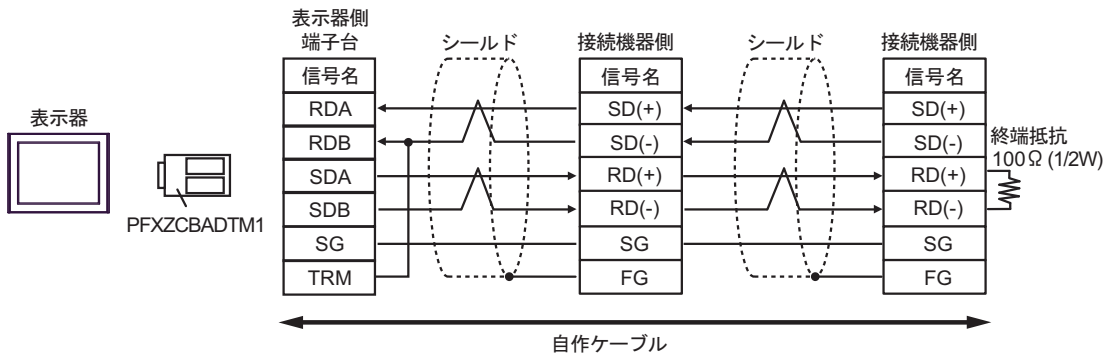 表示器
PFXZCBADTM1
表示器側
端子台
信号名
RDA
RDB
SDA
SDB
SG
TRM
シールド
接続機器側
信号名
SD(+)
SD(-)
RD(+)
RD(-)
SG
FG
シールド
接続機器側
信号名
SD(+)
SD(-)
RD(+)
RD(-)
SG
FG
終端抵抗
100Ω (1/2W)
自作ケーブル